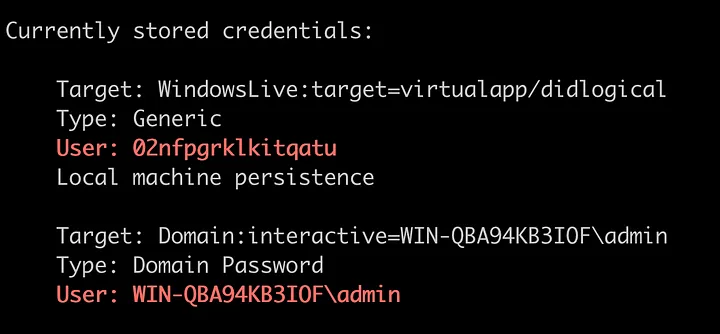 Currently stored credentials:
Target: WindowsLive:target=virtualapp/didlogical
Type: Generic
User: 02nfpgrklkitqatu
Local machine persistence
Target: Domain:interactive=WIN-QBA94KB3IOF\admin
Type: Domain Password
User: WIN-QBA94KB3IOF\admin